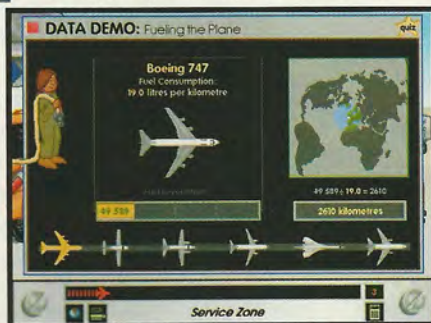 DATA DEMO: Fueling the Plane
quiz
Boeing 747
Fuel Consumption:
19.0 litres per kilometre
49 589 ÷ 19.0 = 2610
49 589
2610 kilometres
Service Zone